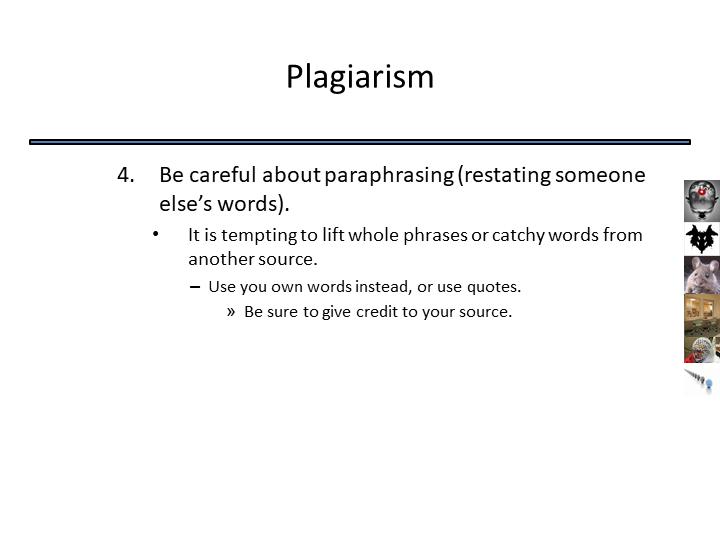 Plagiarism
4. Be careful about paraphrasing (restating someone
else's words).
• It is tempting to lift whole phrases or catchy words from
another source.
– Use you own words instead, or use quotes.
» Be sure to give credit to your source.